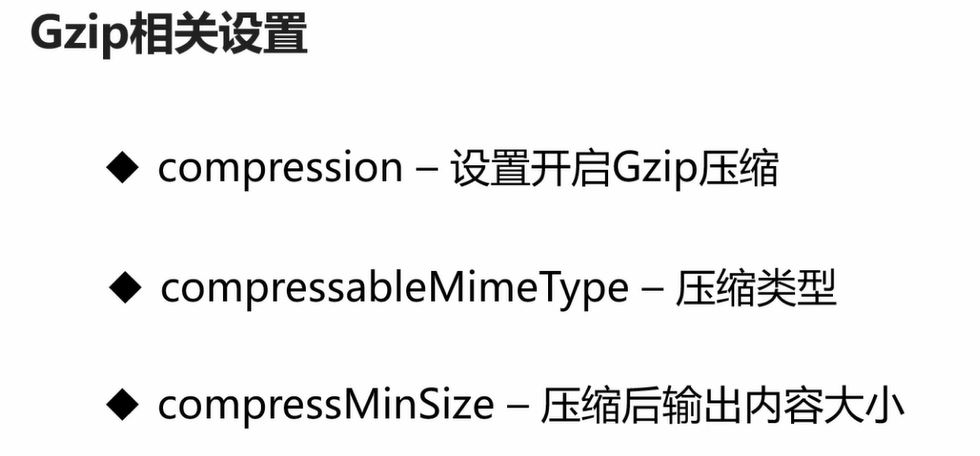 Gzip相关设置
◆ compression – 设置开启Gzip压缩
◆ compressableMimeType – 压缩类型
◆ compressMinSize – 压缩后输出内容大小